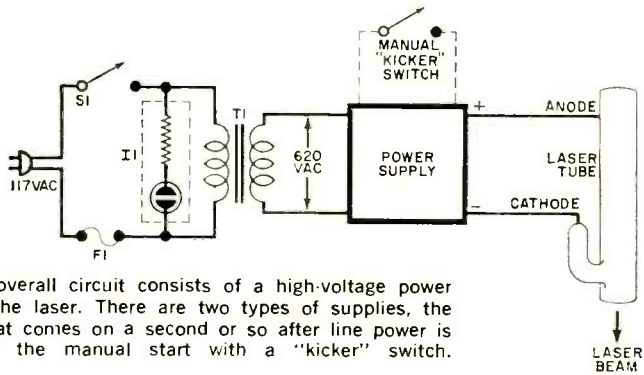 MANUAL
"KICKER"
SWITCH
S1
I1
T1
117VAC
620
VAC
POWER
SUPPLY
+
ANODE
LASER
TUBE
−
CATHODE
F1
LASER
BEAM
overall circuit consists of a high-voltage power
he laser. There are two types of supplies, the
at comes on a second or so after line power is
the manual start with a "kicker" switch.